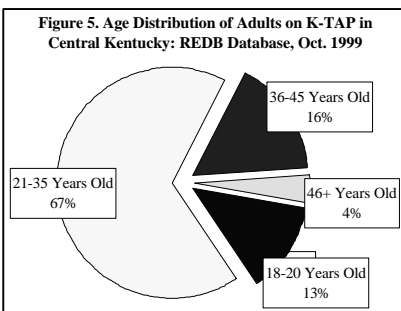 Figure 5. Age Distribution of Adults on K-TAP in
Central Kentucky: REDB Database, Oct. 1999
36-45 Years Old
16%
21-35 Years Old
67%
46+ Years Old
4%
18-20 Years Old
13%